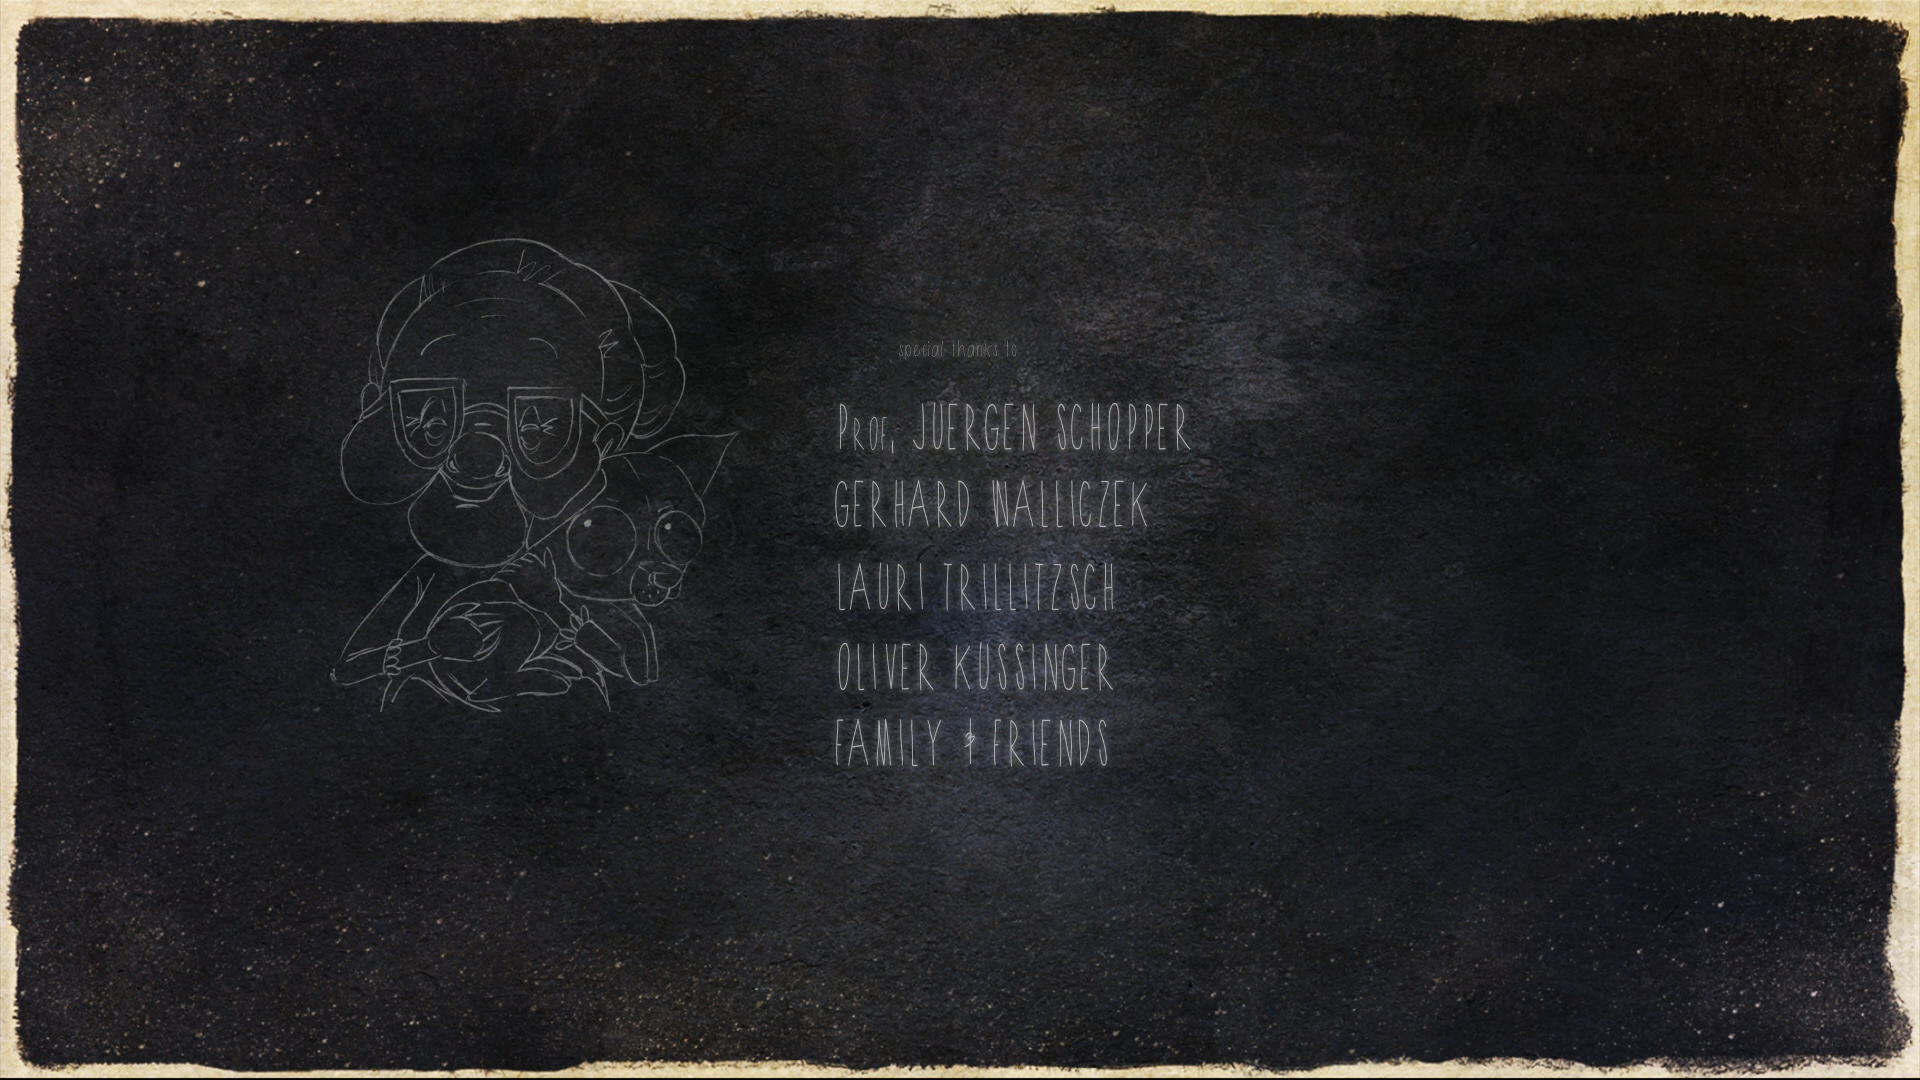 special thanks to
Prof. JUERGEN SCHOPPER
GERHARD WALLICZEK
LAURI TRILLITZSCH
OLIVER KUSSINGER
FAMILY & FRIENDS